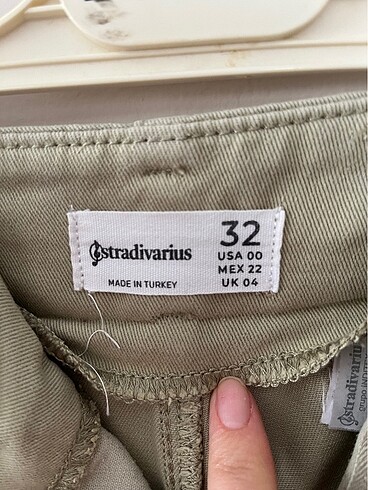 stradivarius
MADE IN TURKEY
32
USA 00
MEX 22
UK 04
stradivarius